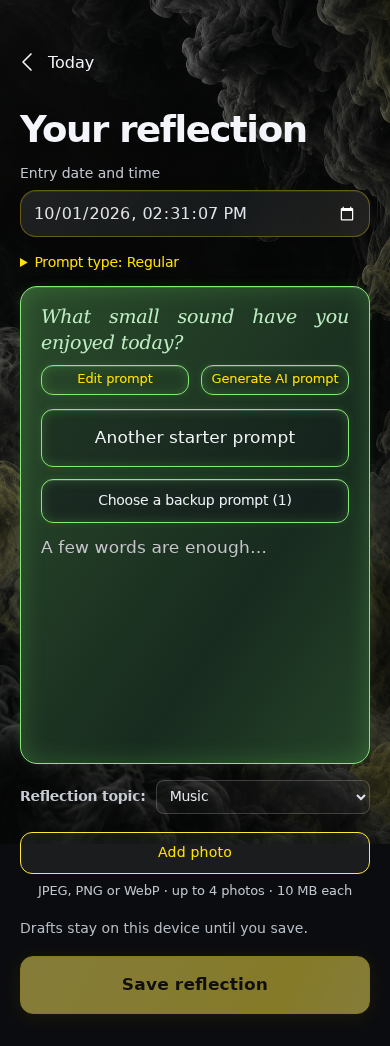 Today
Your reflection
Entry date and time
10/01/2026, 02:31:07 PM
Prompt type: Regular
What small sound have you
enjoyed today?
Edit prompt
Generate AI prompt
Another starter prompt
Choose a backup prompt (1)
A few words are enough…
Reflection topic:
Music
Add photo
JPEG, PNG or WebP · up to 4 photos · 10 MB each
Drafts stay on this device until you save.
Save reflection